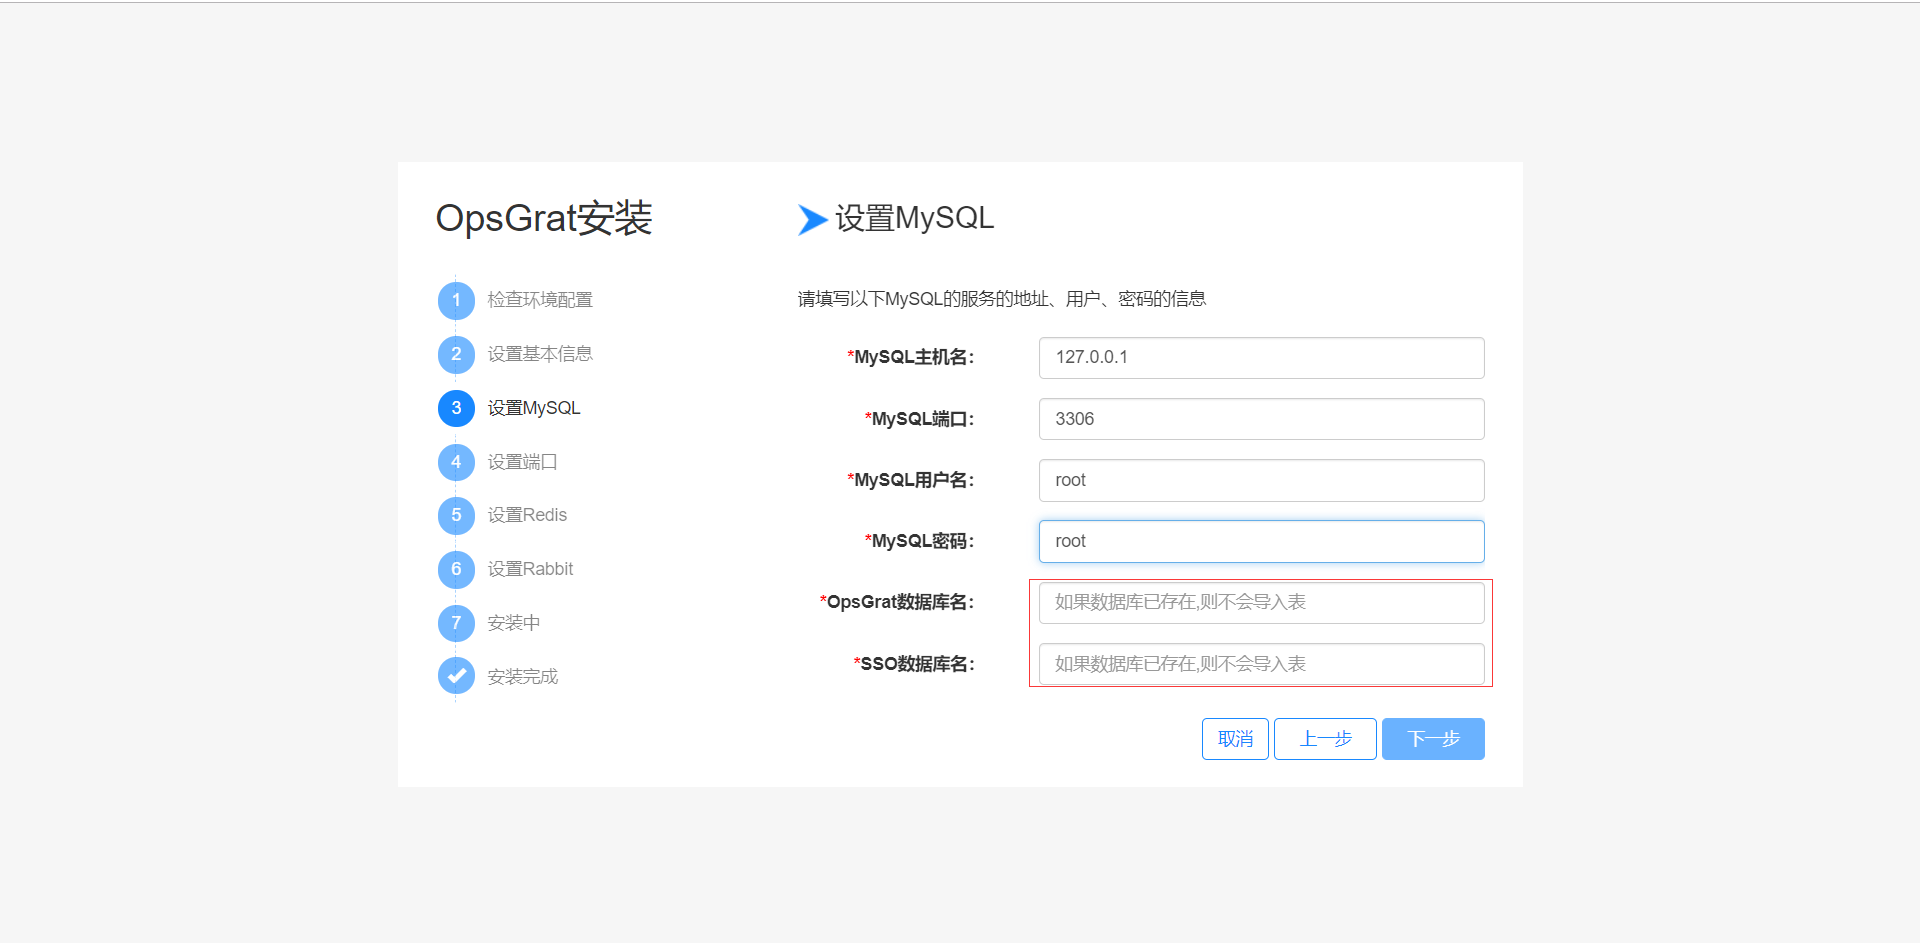 OpsGrat安装
1 检查环境配置
2 设置基本信息
3 设置MySQL
4 设置端口
5 设置Redis
6 设置Rabbit
7 安装中
安装完成
设置MySQL
请填写以下MySQL的服务的地址、用户、密码的信息
*MySQL主机名: 127.0.0.1
*MySQL端口: 3306
*MySQL用户名: root
*MySQL密码: root
*OpsGrat数据库名: 如果数据库已存在,则不会导入表
*SSO数据库名: 如果数据库已存在,则不会导入表
取消 上一步 下一步